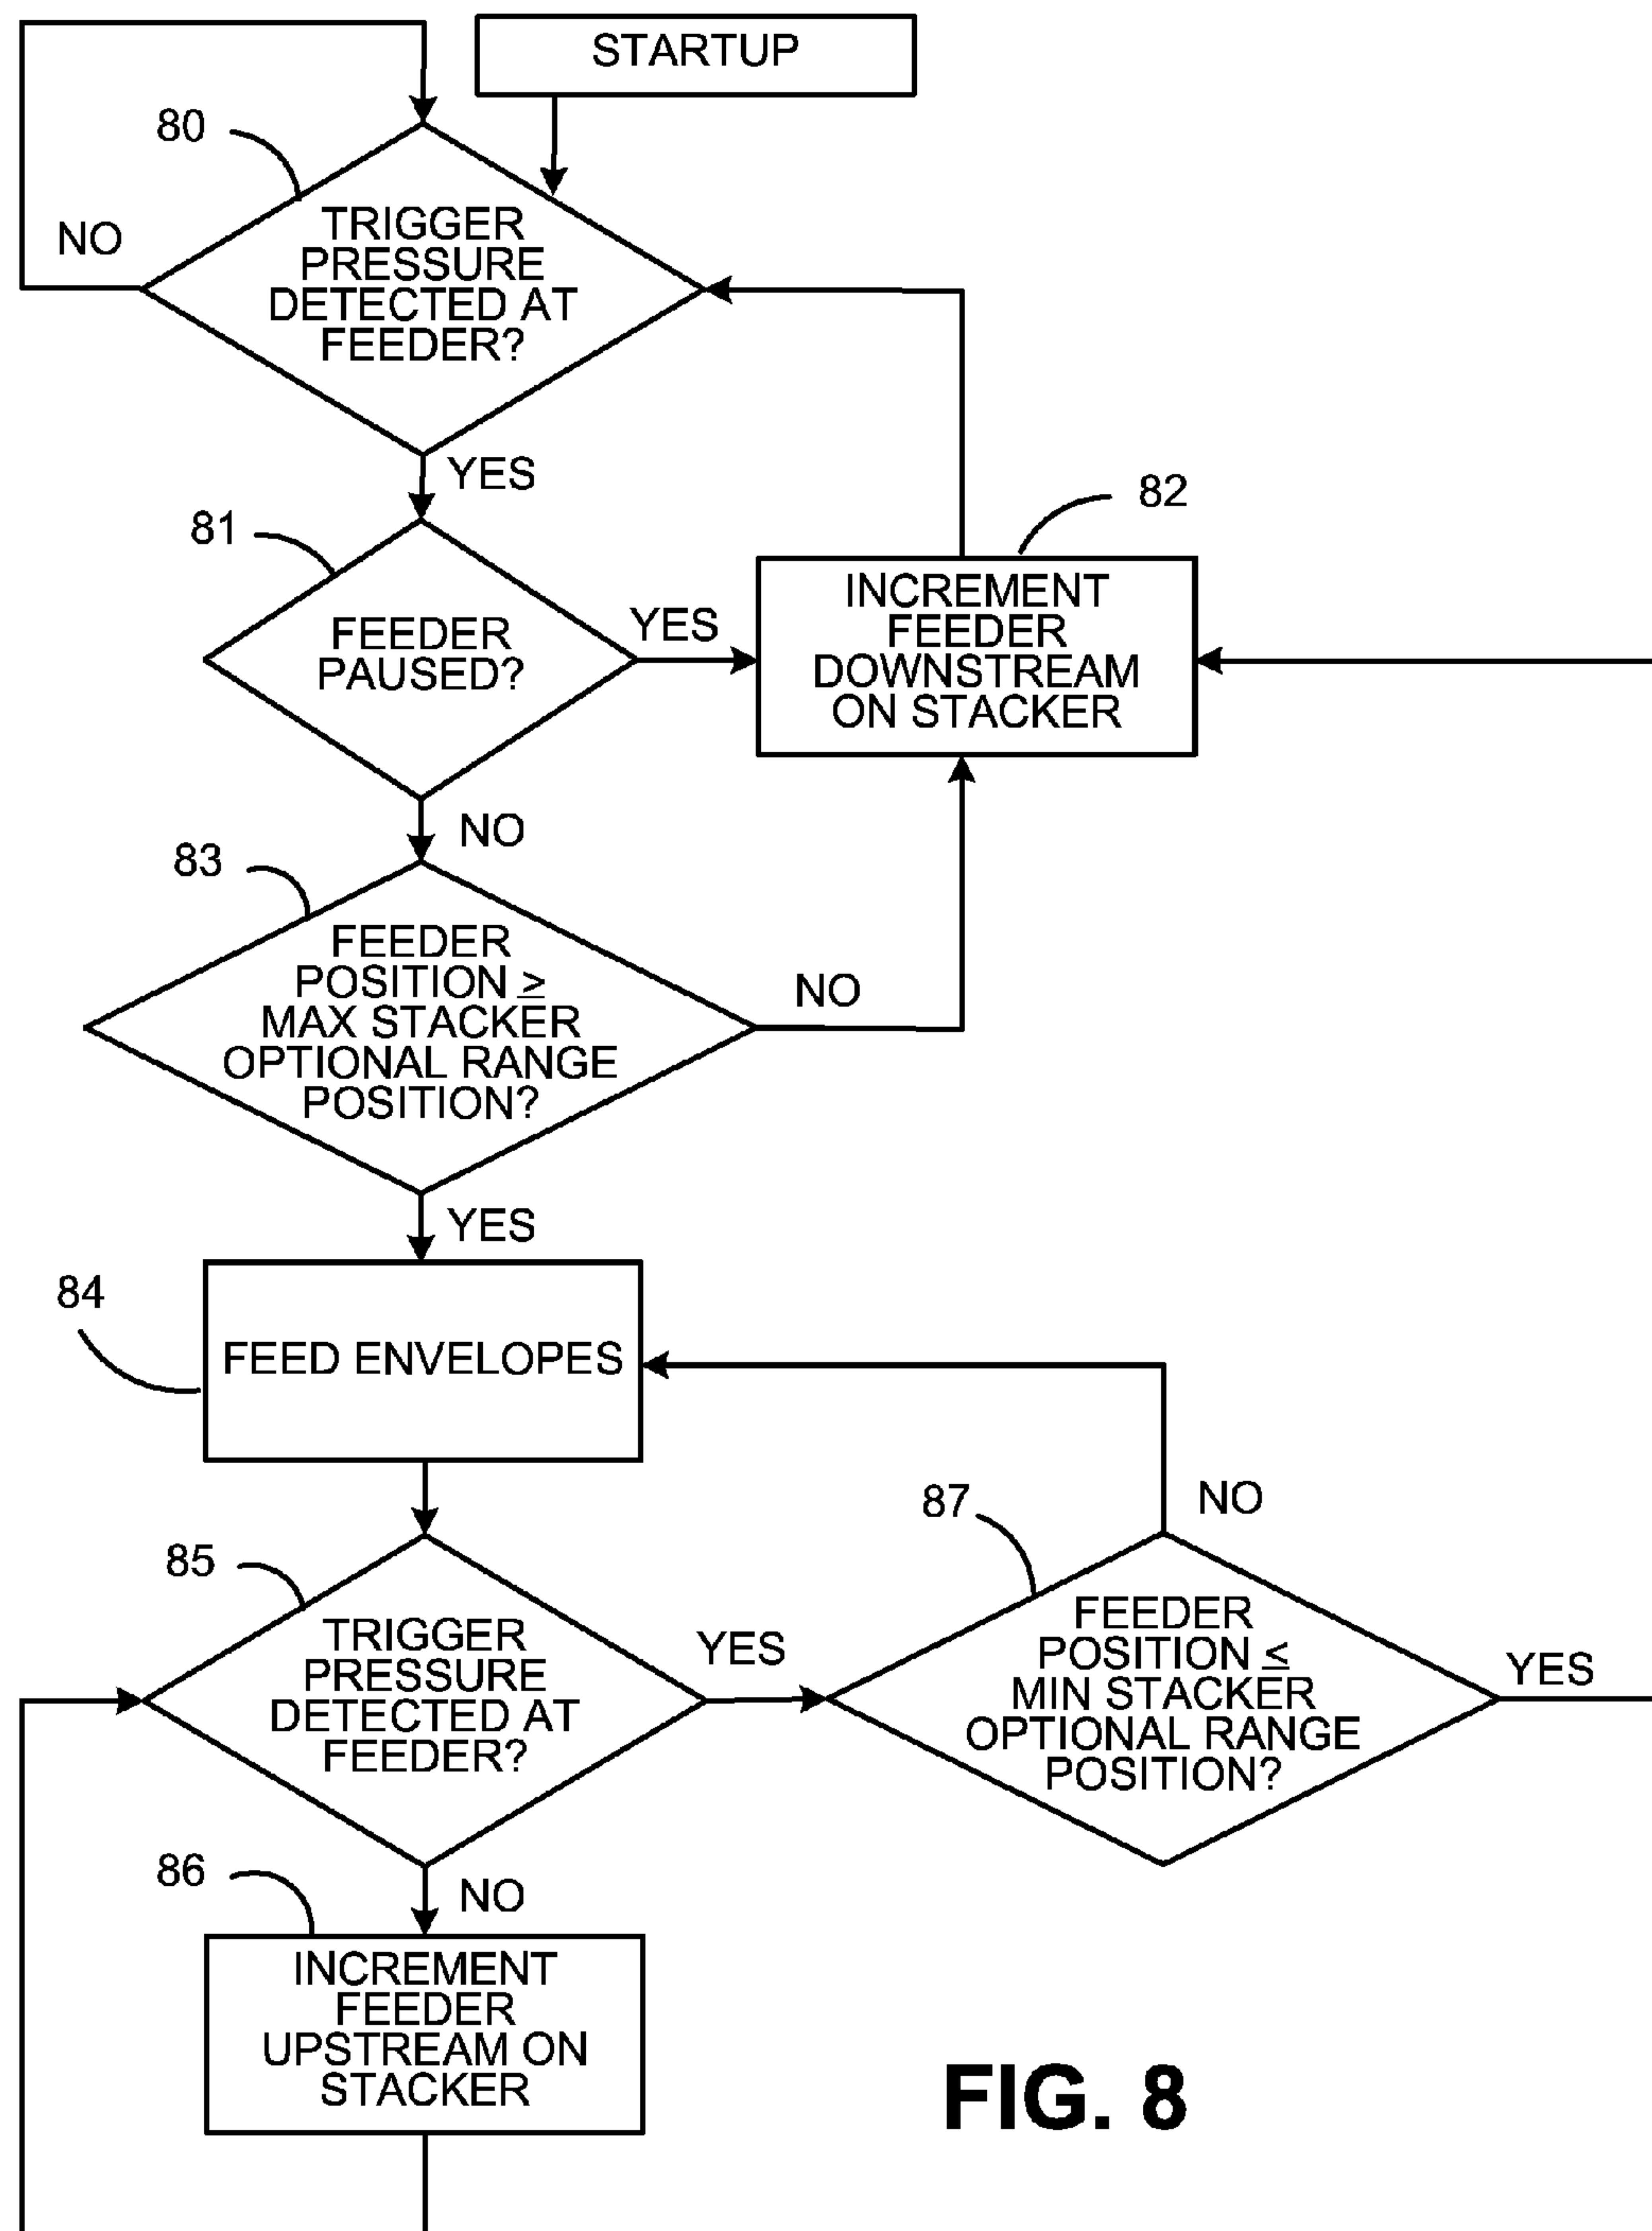 STARTUP
80
NO
TRIGGER
PRESSURE
DETECTED AT
FEEDER?
YES
82
81
INCREMENT
FEEDER
DOWNSTREAM
ON STACKER
FEEDER
PAUSED?
YES
NO
83
FEEDER
POSITION ≥
MAX STACKER
OPTIONAL RANGE
POSITION?
NO
YES
84
FEED ENVELOPES
87
NO
85
TRIGGER
PRESSURE
DETECTED AT
FEEDER?
YES
FEEDER
POSITION ≤
MIN STACKER
OPTIONAL RANGE
POSITION?
YES
86
NO
INCREMENT
FEEDER
UPSTREAM ON
STACKER
FIG. 8